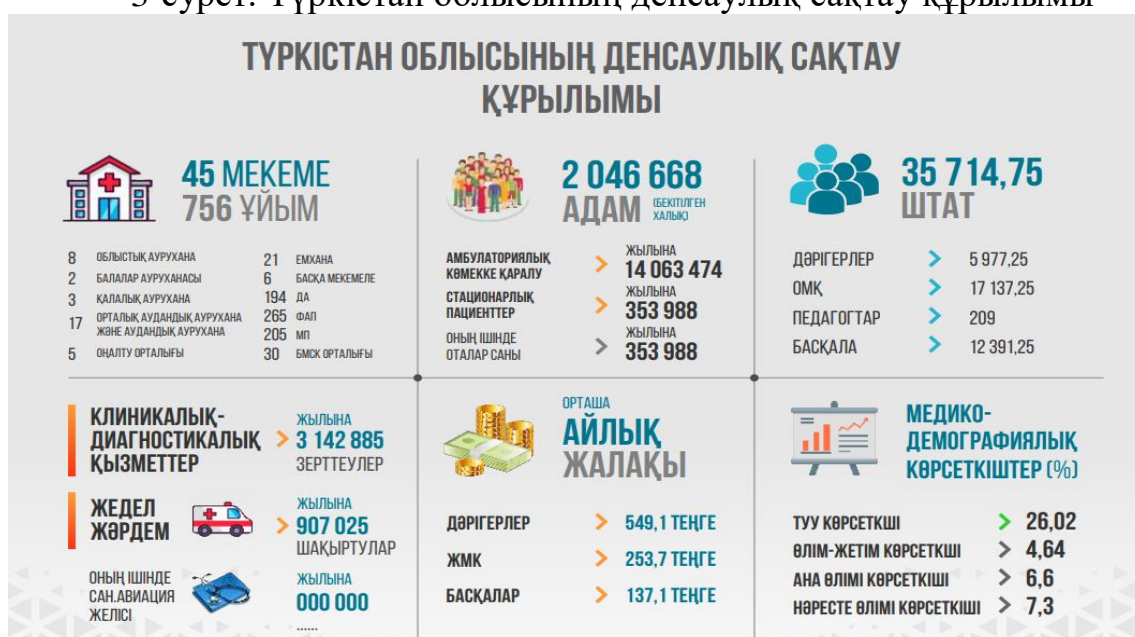 3-сурет. Түркістан облысының денсаулық сақтау құрылымы
ТҮРКІСТАН ОБЛЫСЫНЫҢ ДЕНСАУЛЫҚ САҚТАУ
ҚҰРЫЛЫМЫ
45 МЕКЕМЕ
756 ҰЙЫМ
8 ОБЛЫСТЫҚ АУРУХАНА
2 БАЛАЛАР АУРУХАНАСЫ
3 ҚАЛАЛЫҚ АУРУХАНА
17 ОРТАЛЫҚ АУДАНДЫҚ АУРУХАНА
ЖӘНЕ АУДАНДЫҚ АУРУХАНА
5 ОҢАЛТУ ОРТАЛЫҒЫ
21 ЕМХАНА
6 БАСҚА МЕКЕМЕЛЕ
194 ДА
265 ФАП
205 МП
30 БМСК ОРТАЛЫҒЫ
2 046 668
АДАМ (БЕКІТІЛГЕН
ХАЛЫҚ)
АМБУЛАТОРИЯЛЫҚ
КӨМЕККЕ ҚАРАЛУ
ЖЫЛЫНА
14 063 474
СТАЦИОНАРЛЫҚ
ПАЦИЕНТТЕР
ЖЫЛЫНА
353 988
ОНЫҢ ІШІНДЕ
ОТАЛАР САНЫ
ЖЫЛЫНА
353 988
35 714,75
ШТАТ
ДӘРІГЕРЛЕР 5 977,25
ОМҚ 17 137,25
ПЕДАГОГТАР 209
БАСҚАЛА 12 391,25
КЛИНИКАЛЫҚ-
ДИАГНОСТИКАЛЫҚ
ҚЫЗМЕТТЕР
ЖЫЛЫНА
3 142 885
ЗЕРТТЕУЛЕР
ЖЕДЕЛ
ЖӘРДЕМ
ЖЫЛЫНА
907 025
ШАҚЫРТУЛАР
ОНЫҢ ІШІНДЕ
САН.АВИАЦИЯ
ЖЕЛІСІ
ЖЫЛЫНА
000 000
......
ОРТАША
АЙЛЫҚ
ЖАЛАҚЫ
ДӘРІГЕРЛЕР 549,1 ТЕҢГЕ
ЖМК 253,7 ТЕҢГЕ
БАСҚАЛАР 137,1 ТЕҢГЕ
МЕДИКО-
ДЕМОГРАФИЯЛЫҚ
КӨРСЕТКІШТЕР (%)
ТУУ КӨРСЕТКШІ 26,02
ӨЛІМ-ЖЕТІМ КӨРСЕТКШІ 4,64
АНА ӨЛІМІ КӨРСЕТКІШІ 6,6
НӘРЕСТЕ ӨЛІМІ КӨРСЕТКІШІ 7,3